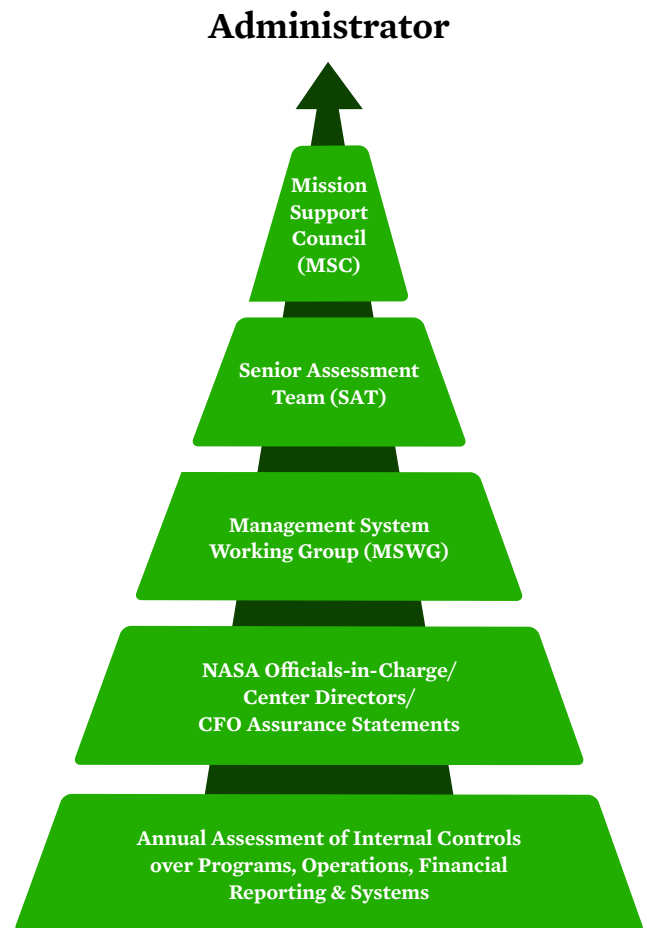 Administrator
Mission
Support
Council
(MSC)
Senior Assessment
Team (SAT)
Management System
Working Group (MSWG)
NASA Officials-in-Charge/
Center Directors/
CFO Assurance Statements
Annual Assessment of Internal Controls
over Programs, Operations, Financial
Reporting & Systems